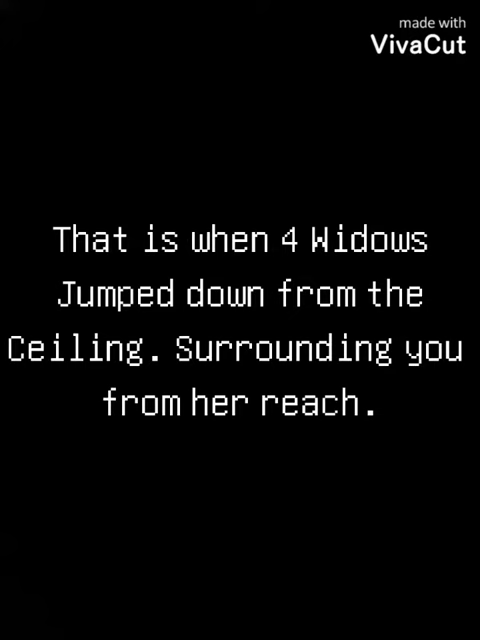 made with
VivaCut
That is when 4 Widows
Jumped down from the
Ceiling. Surrounding you
from her reach.